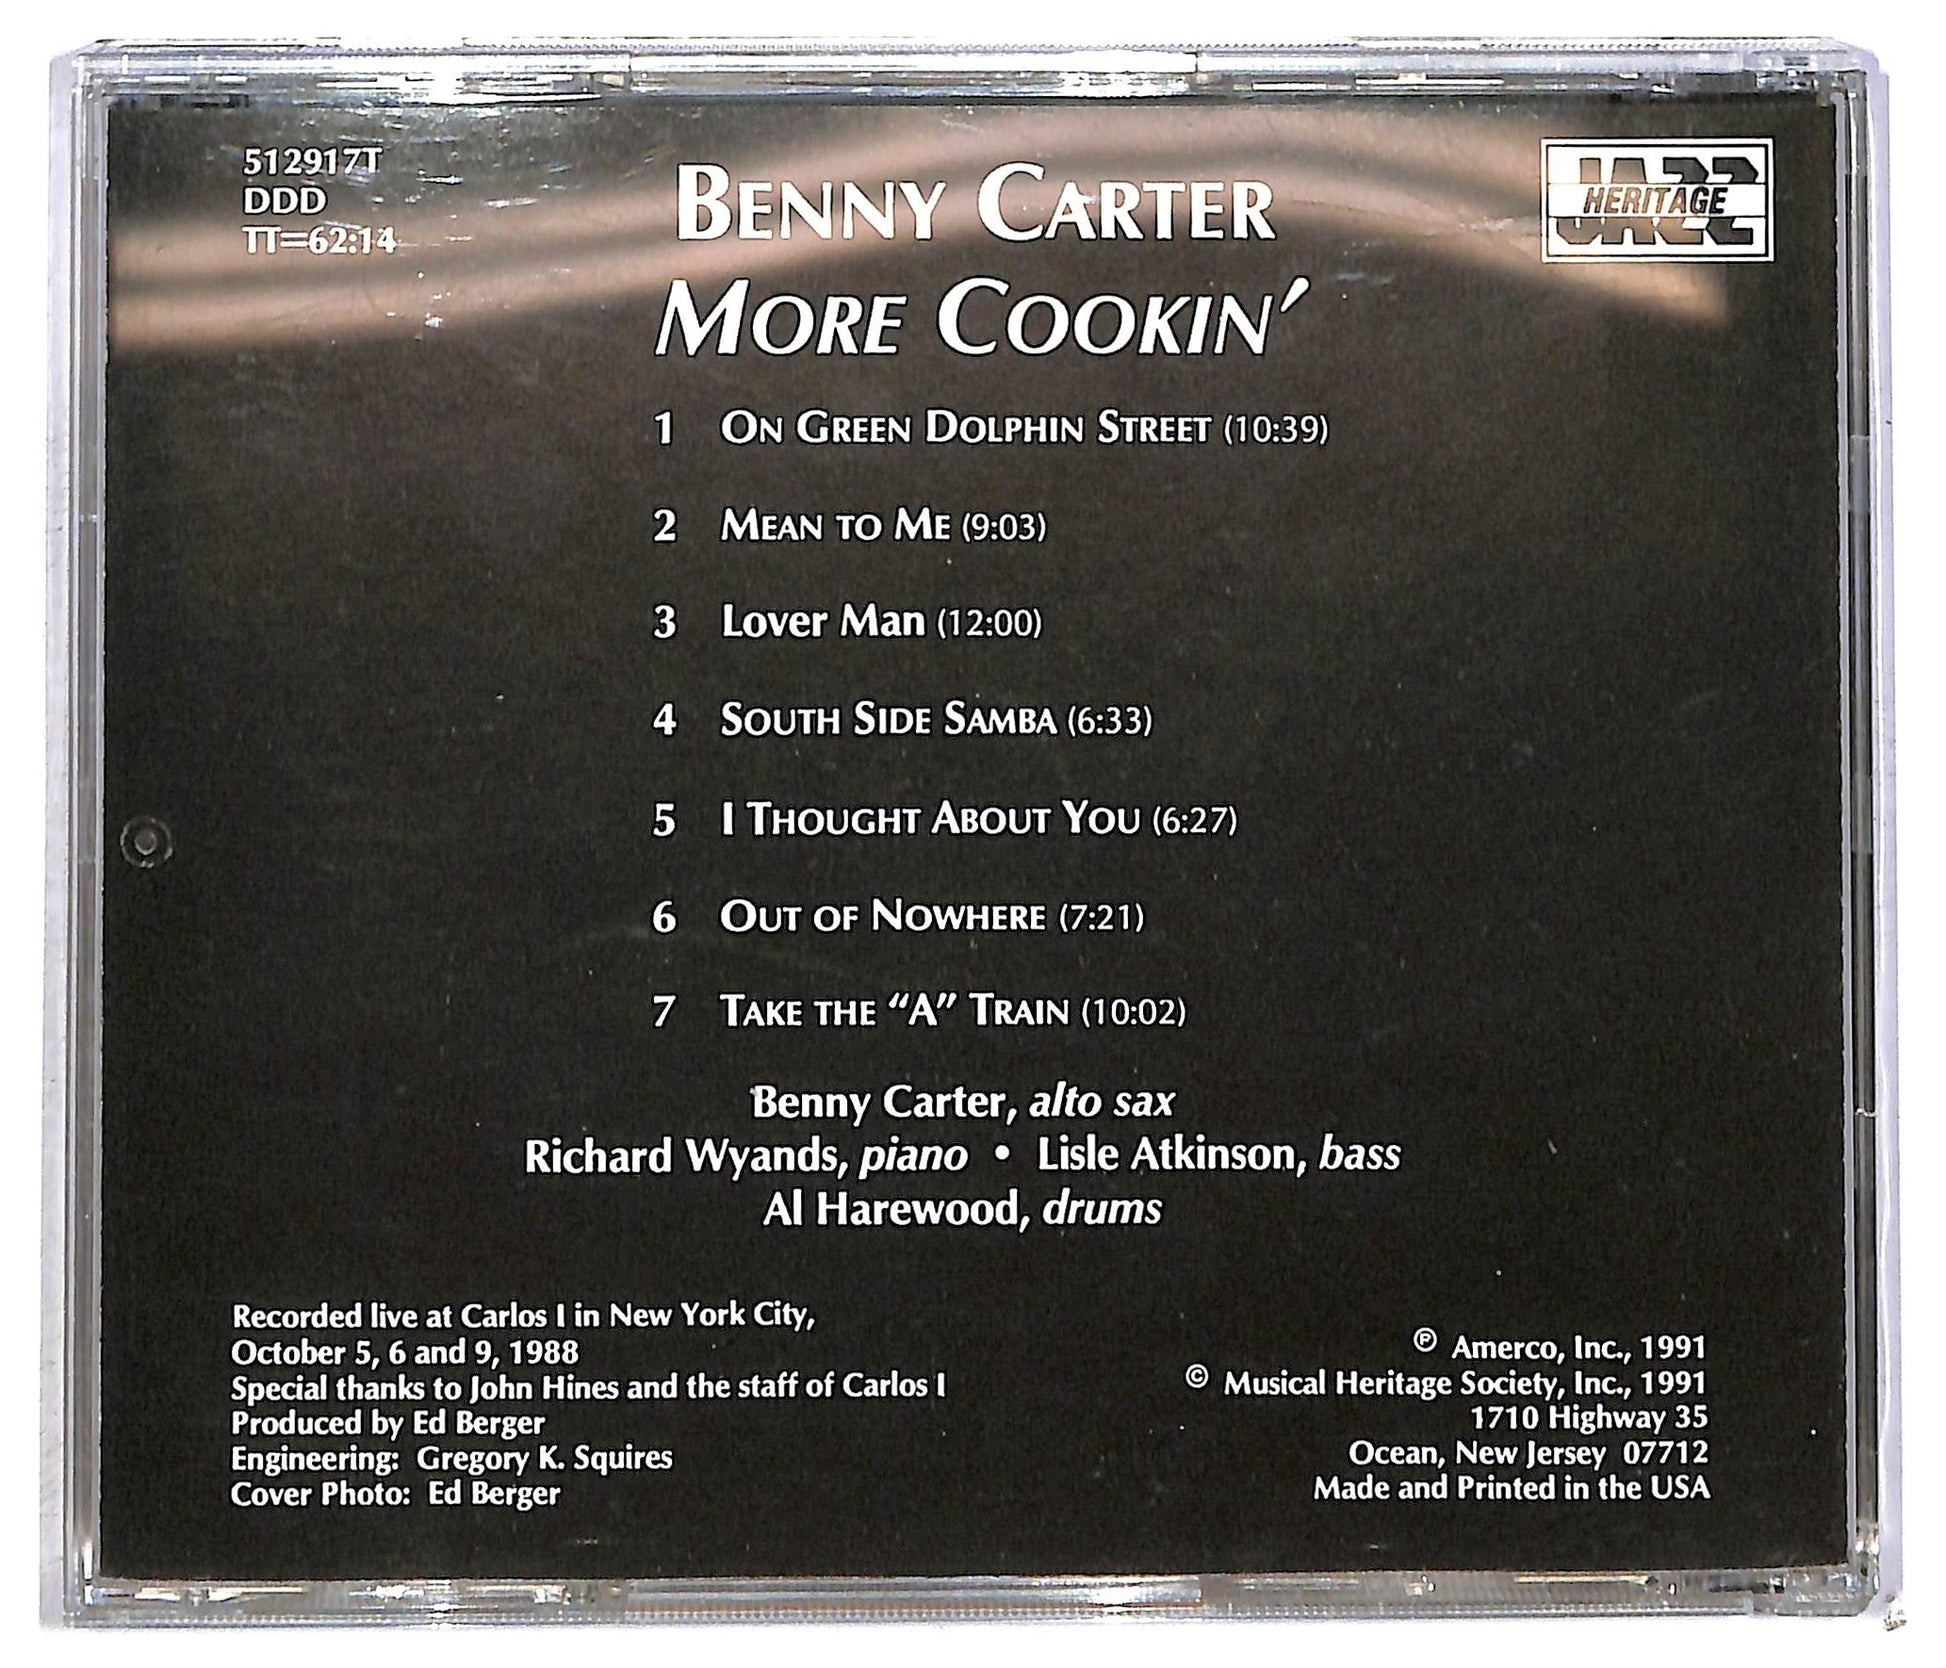 512917T
DDD
TT=62:14
BENNY CARTER
MORE COOKIN'
JAZZ
HERITAGE
JAZZ
1 ON GREEN DOLPHIN STREET (10:39)
2 MEAN TO ME (9:03)
3 Lover Man (12:00)
4 SOUTH SIDE SAMBA (6:33)
5 I THOUGHT ABOUT YOU (6:27)
6 OUT OF NOWHERE (7:21)
7 TAKE THE “A” TRAIN (10:02)
Benny Carter, alto sax
Richard Wyands, piano • Lisle Atkinson, bass
Al Harewood, drums
Recorded live at Carlos I in New York City,
October 5, 6 and 9, 1988
Special thanks to John Hines and the staff of Carlos I
Produced by Ed Berger
Engineering: Gregory K. Squires
Cover Photo: Ed Berger
℗ Amerco, Inc., 1991
© Musical Heritage Society, Inc., 1991
1710 Highway 35
Ocean, New Jersey 07712
Made and Printed in the USA